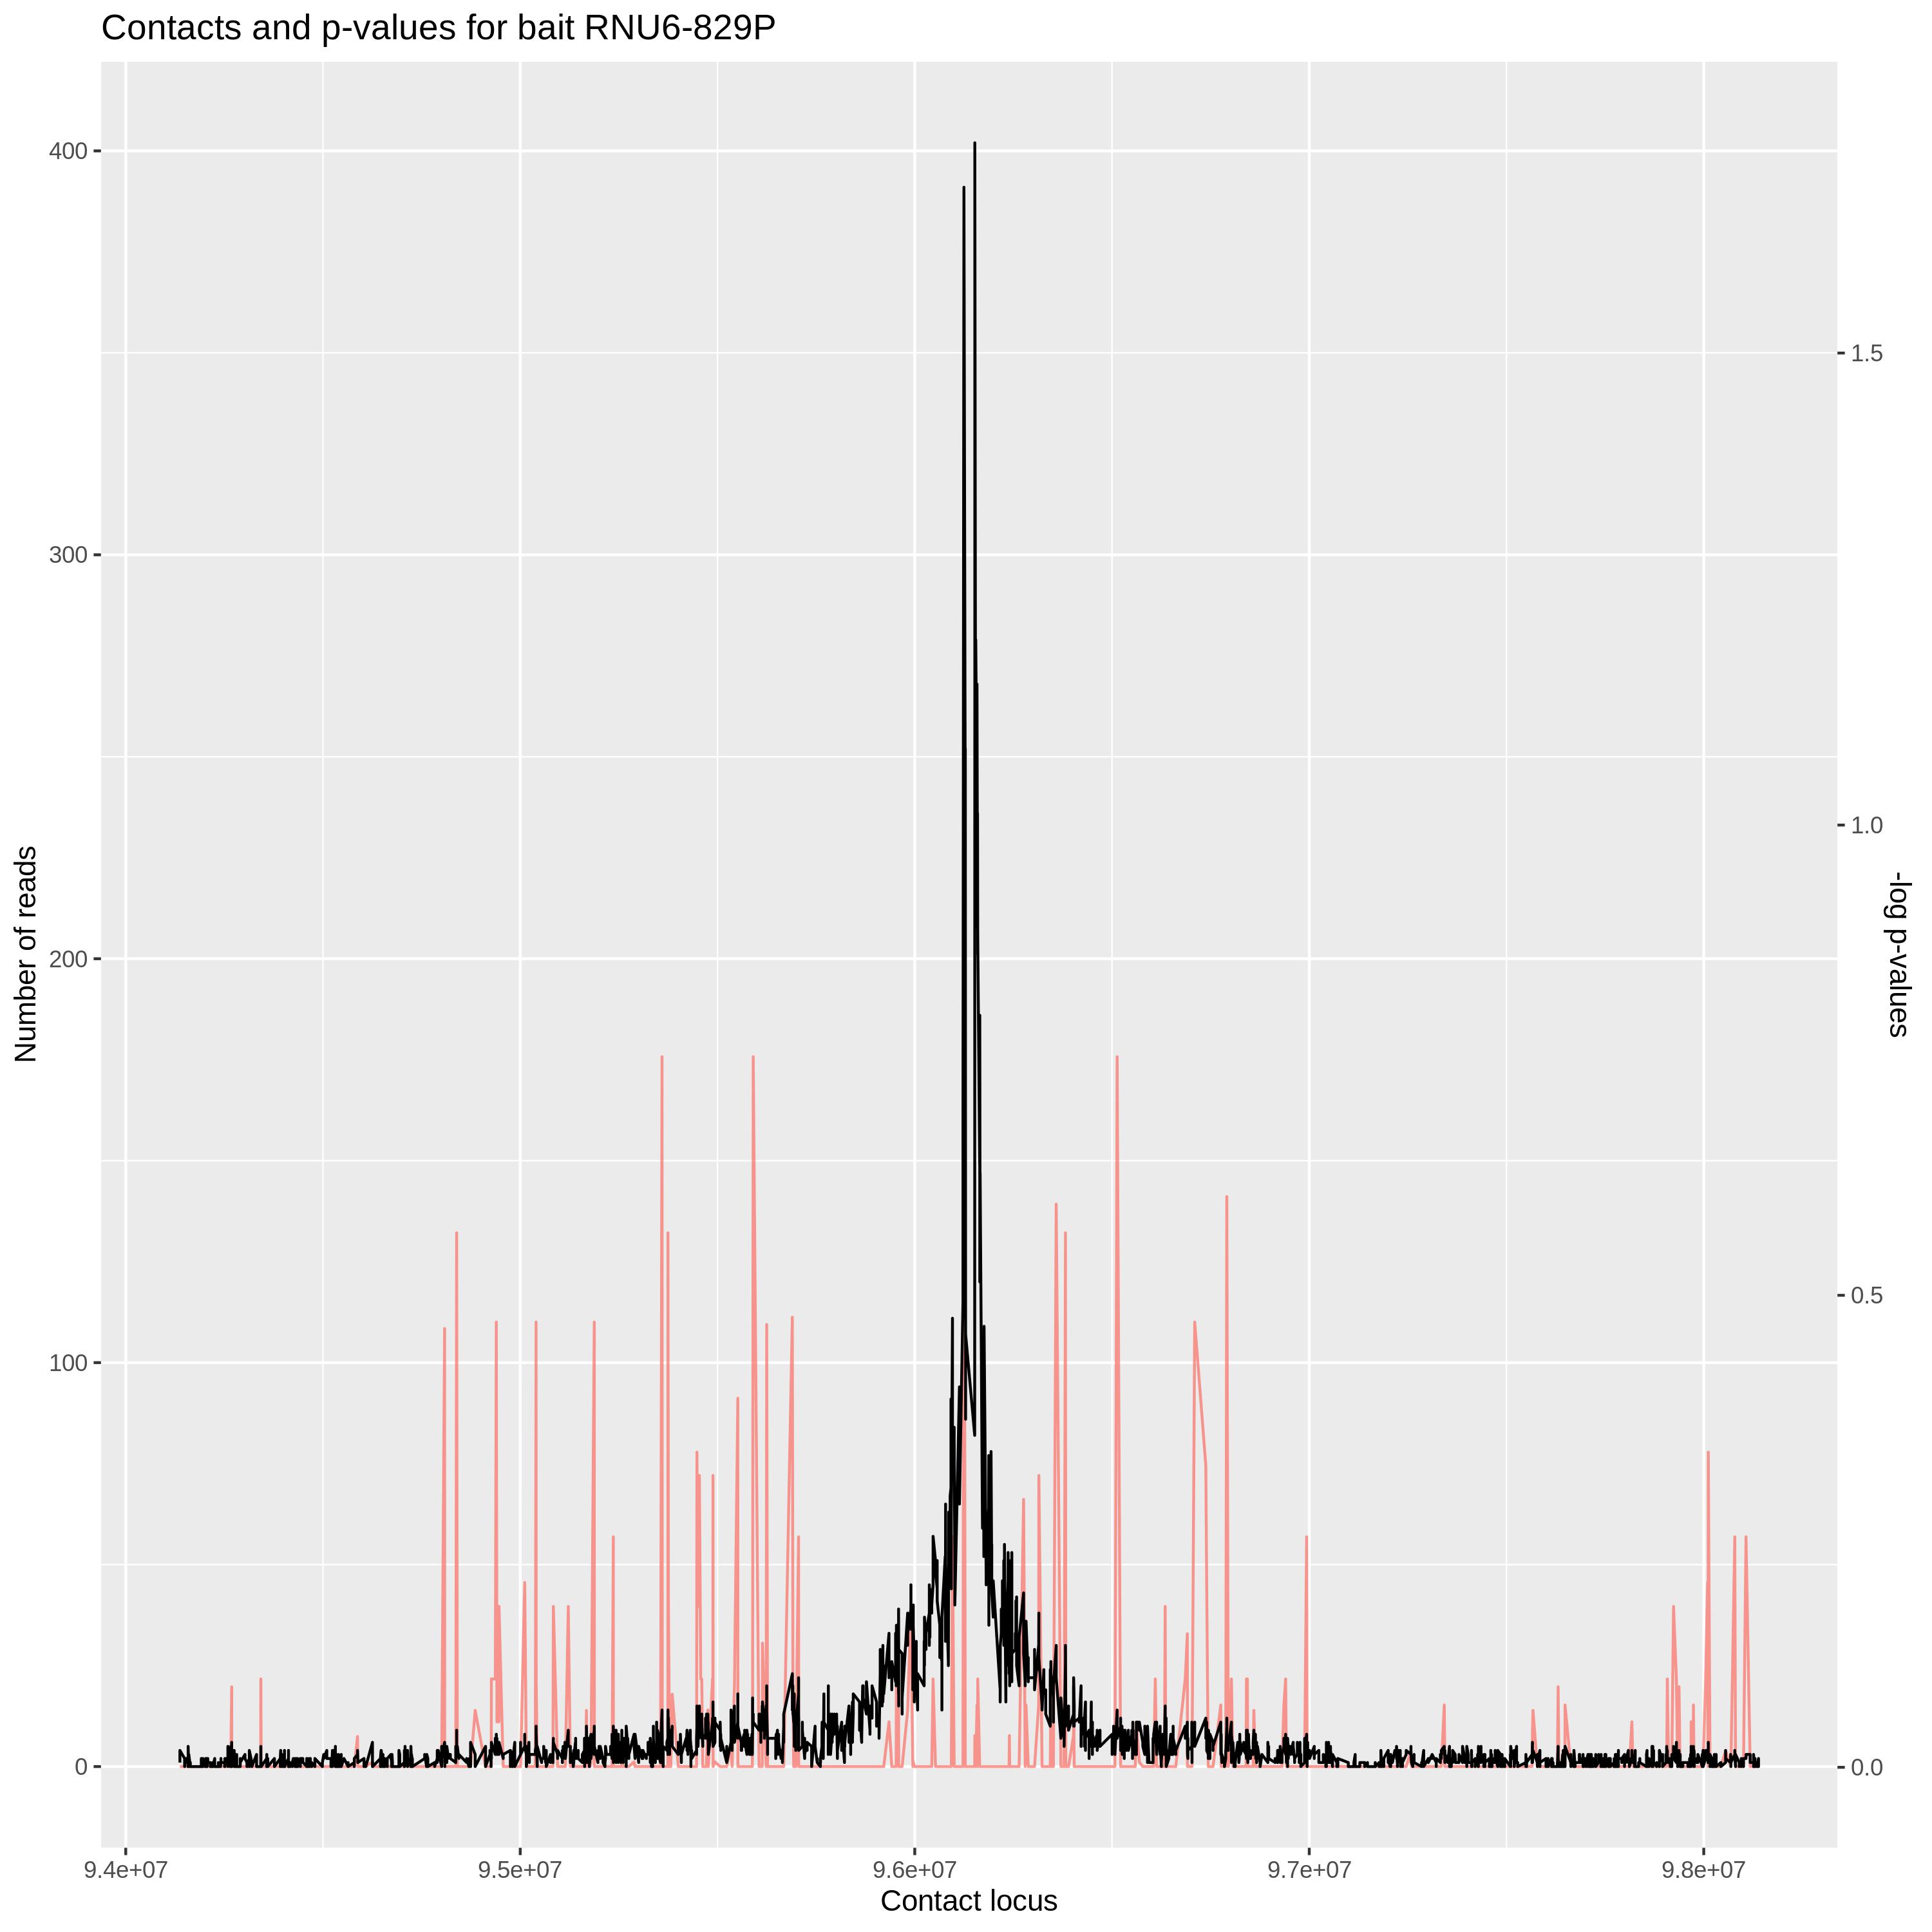 Contacts and p-values for bait RNU6-829P
400
300
200
100
0
Number of reads
1.5
1.0
0.5
0.0
-log p-values
9.4e+07
9.5e+07
9.6e+07
9.7e+07
9.8e+07
Contact locus